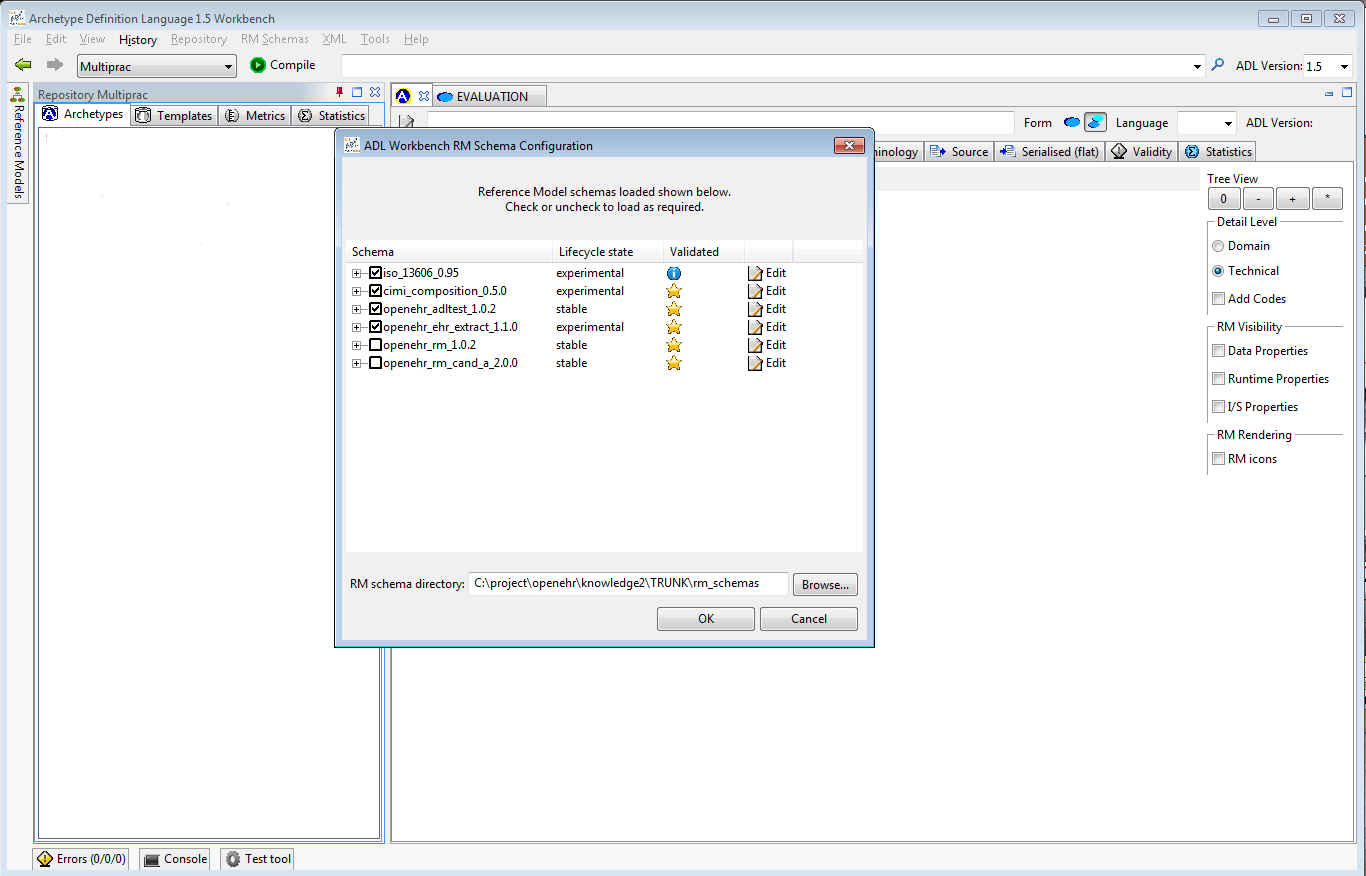 Archetype Definition Language 1.5 Workbench
File Edit View History Repository RM Schemas XML Tools Help
Multiprac Compile ADL Version: 1.5
Reference Models
Repository Multiprac
Archetypes Templates Metrics Statistics
EVALUATION
Form Language ADL Version:
Source Serialised (flat) Validity Statistics
ADL Workbench RM Schema Configuration
Reference Model schemas loaded shown below.
Check or uncheck to load as required.
Schema Lifecycle state Validated
iso_13606_0.95 experimental Edit
cimi_composition_0.5.0 experimental Edit
openehr_adltest_1.0.2 stable Edit
openehr_ehr_extract_1.1.0 experimental Edit
openehr_rm_1.0.2 stable Edit
openehr_rm_cand_a_2.0.0 stable Edit
RM schema directory: C:\project\openehr\knowledge2\TRUNK\rm_schemas Browse...
OK Cancel
Tree View
0 - + *
Detail Level
Domain
Technical
Add Codes
RM Visibility
Data Properties
Runtime Properties
I/S Properties
RM Rendering
RM icons
Errors (0/0/0) Console Test tool